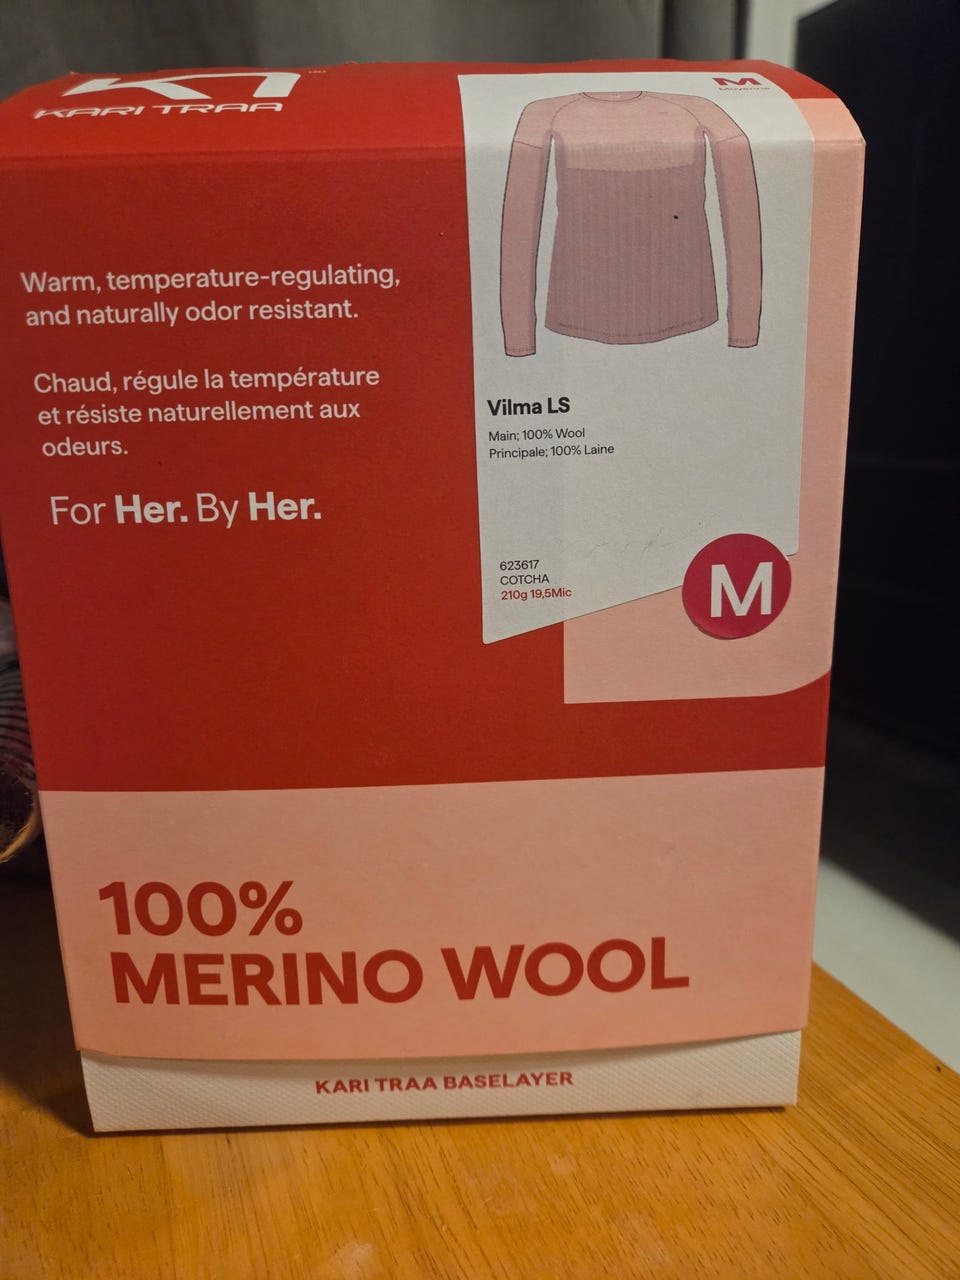 KARI TRAA
Warm, temperature-regulating,
and naturally odor resistant.
Chaud, régule la température
et résiste naturellement aux
odeurs.
For Her. By Her.
M
Vilma LS
Main; 100% Wool
Principale; 100% Laine
623617
COTCHA
210g 19,5Mic
M
100%
MERINO WOOL
KARI TRAA BASELAYER